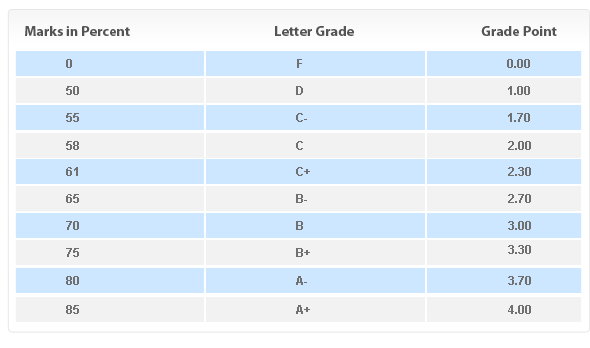 Marks in Percent Letter Grade Grade Point
0 F 0.00
50 D 1.00
55 C- 1.70
58 C 2.00
61 C+ 2.30
65 B- 2.70
70 B 3.00
75 B+ 3.30
80 A- 3.70
85 A+ 4.00